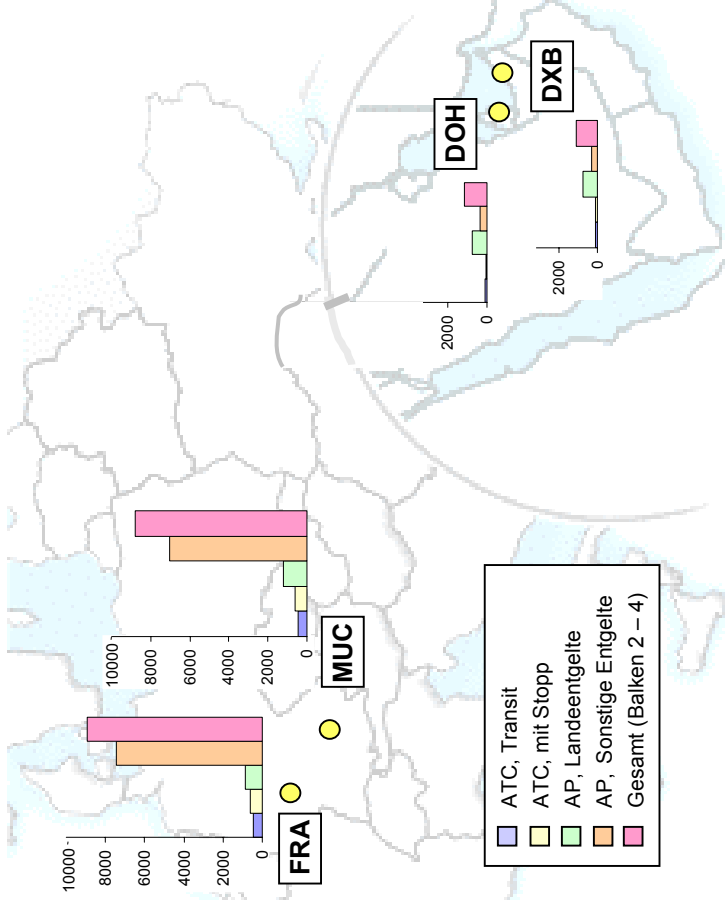 10000
8000
6000
4000
2000
0
FRA
10000
8000
6000
4000
2000
0
MUC
2000
0
DOH
2000
0
DXB
ATC, Transit
ATC, mit Stopp
AP, Landeentgelte
AP, Sonstige Entgelte
Gesamt (Balken 2 – 4)